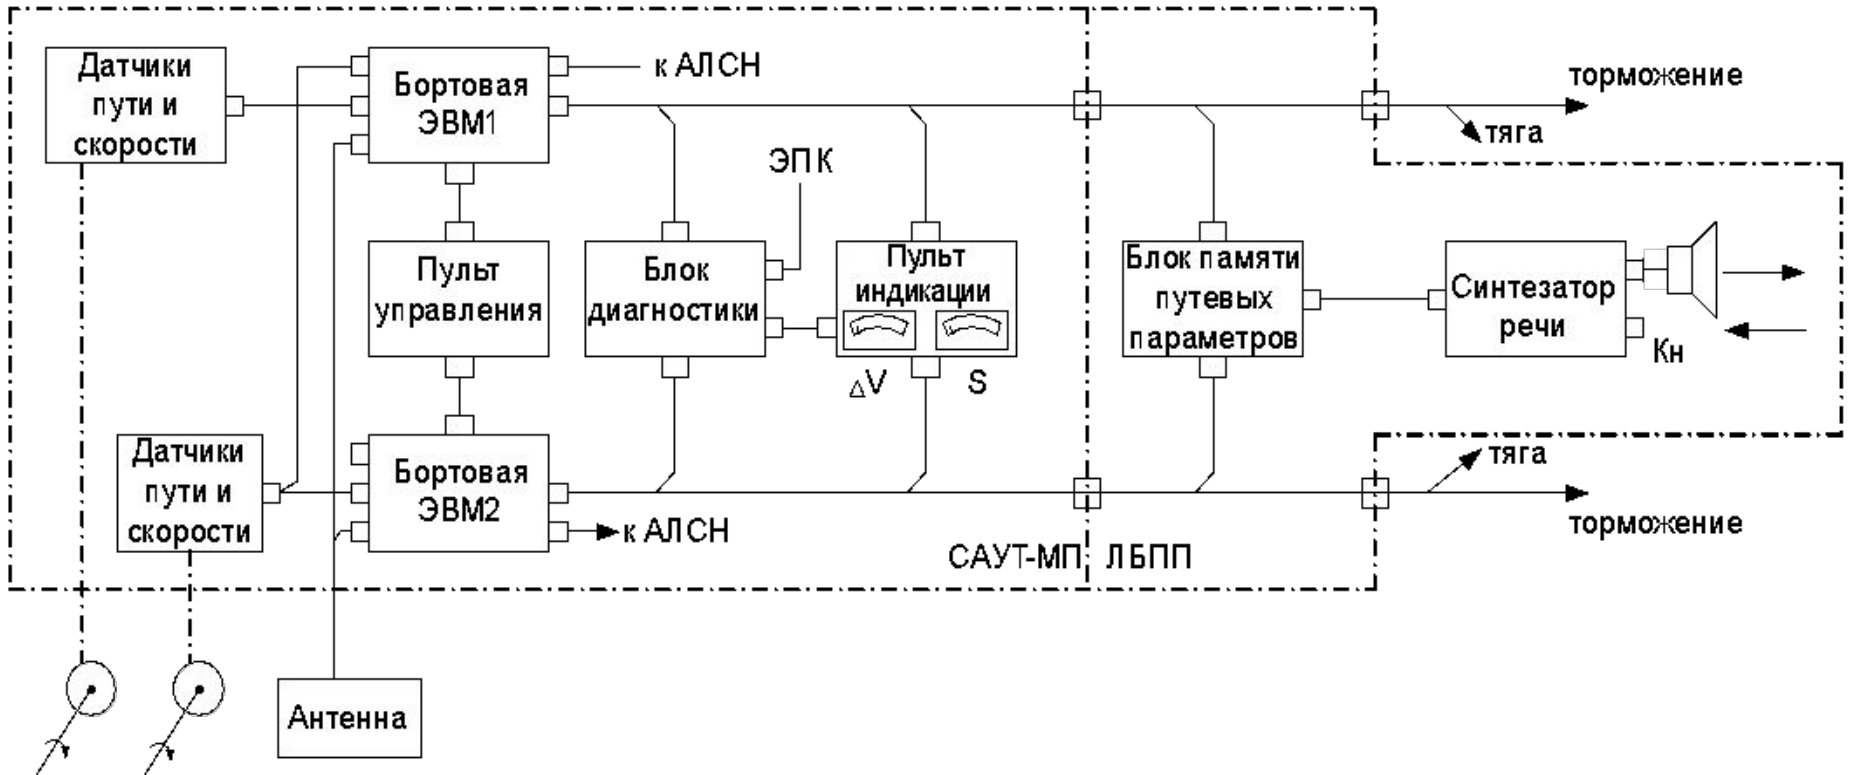 Датчики
пути и
скорости
Бортовая
ЭВМ1
к АЛСН
торможение
тяга
ЭПК
Пульт
управления
Блок
диагностики
Пульт
индикации
ΔV
S
Блок памяти
путевых
параметров
Синтезатор
речи
Кн
Датчики
пути и
скорости
Бортовая
ЭВМ2
к АЛСН
тяга
торможение
САУТ-МП
ЛБПП
Антенна